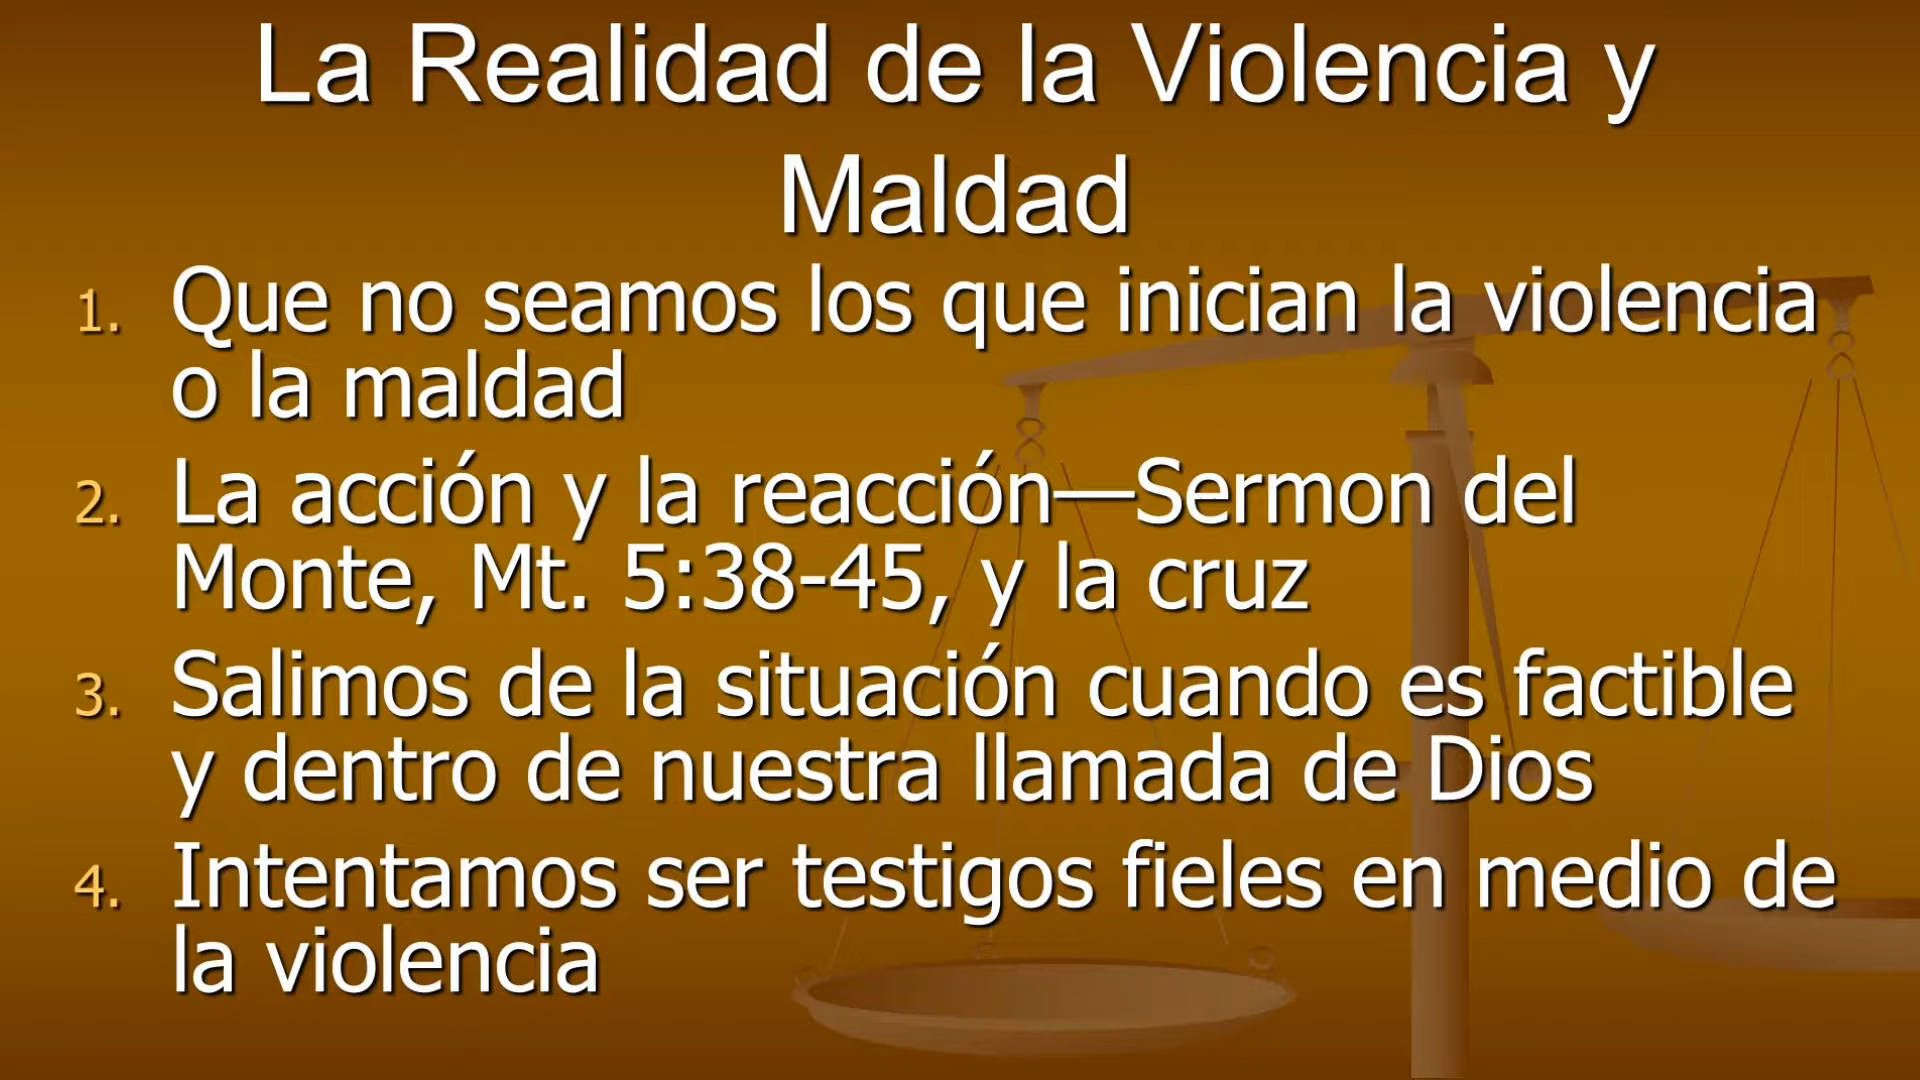 La Realidad de la Violencia y
Maldad
1. Que no seamos los que inician la violencia
o la maldad
2. La acción y la reacción—Sermon del
Monte, Mt. 5:38-45, y la cruz
3. Salimos de la situación cuando es factible
y dentro de nuestra llamada de Dios
4. Intentamos ser testigos fieles en medio de
la violencia